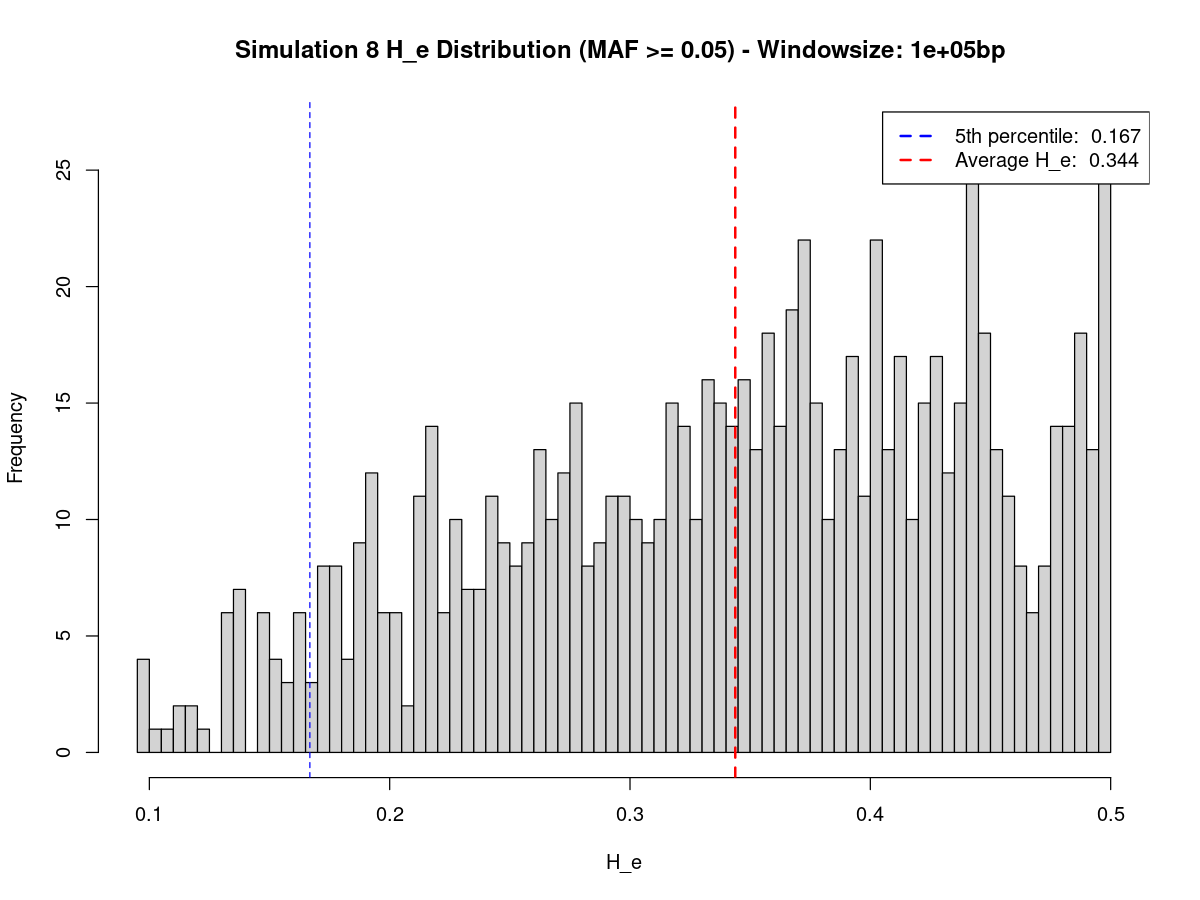 Simulation 8 H_e Distribution (MAF >= 0.05) - Windowsize: 1e+05bp
5th percentile: 0.167
Average H_e: 0.344
Frequency
25
20
15
10
5
0
0.1 0.2 0.3 0.4 0.5
H_e